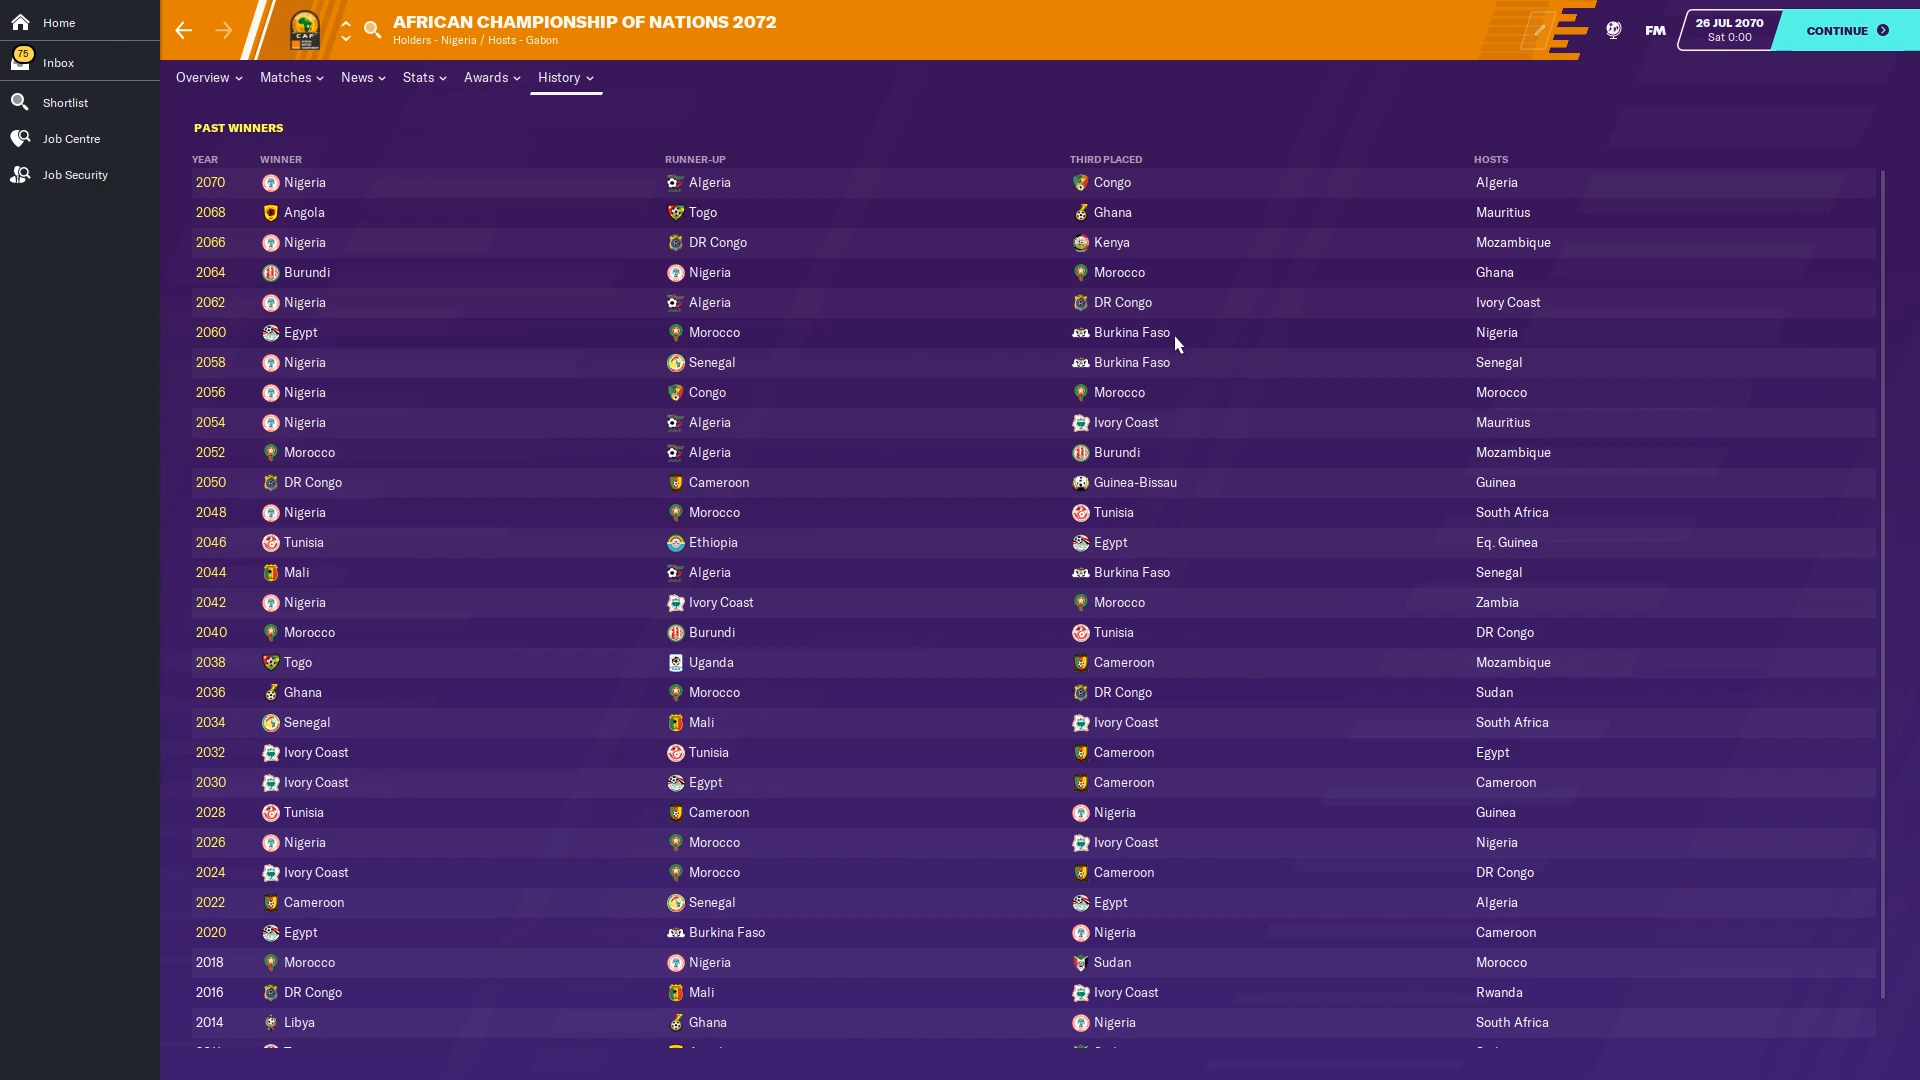 Home
75
Inbox
Shortlist
Job Centre
Job Security
CAF
AFRICAN CHAMPIONSHIP OF NATIONS 2072
Holders - Nigeria / Hosts - Gabon
FM
26 JUL 2070
Sat 0:00
CONTINUE
Overview Matches News Stats Awards History
PAST WINNERS
YEAR WINNER RUNNER-UP THIRD PLACED HOSTS
2070 Nigeria Algeria Congo Algeria
2068 Angola Togo Ghana Mauritius
2066 Nigeria DR Congo Kenya Mozambique
2064 Burundi Nigeria Morocco Ghana
2062 Nigeria Algeria DR Congo Ivory Coast
2060 Egypt Morocco Burkina Faso Nigeria
2058 Nigeria Senegal Burkina Faso Senegal
2056 Nigeria Congo Morocco Morocco
2054 Nigeria Algeria Ivory Coast Mauritius
2052 Morocco Algeria Burundi Mozambique
2050 DR Congo Cameroon Guinea-Bissau Guinea
2048 Nigeria Morocco Tunisia South Africa
2046 Tunisia Ethiopia Egypt Eq. Guinea
2044 Mali Algeria Burkina Faso Senegal
2042 Nigeria Ivory Coast Morocco Zambia
2040 Morocco Burundi Tunisia DR Congo
2038 Togo Uganda Cameroon Mozambique
2036 Ghana Morocco DR Congo Sudan
2034 Senegal Mali Ivory Coast South Africa
2032 Ivory Coast Tunisia Cameroon Egypt
2030 Ivory Coast Egypt Cameroon Cameroon
2028 Tunisia Cameroon Nigeria Guinea
2026 Nigeria Morocco Ivory Coast Nigeria
2024 Ivory Coast Morocco Cameroon DR Congo
2022 Cameroon Senegal Egypt Algeria
2020 Egypt Burkina Faso Nigeria Cameroon
2018 Morocco Nigeria Sudan Morocco
2016 DR Congo Mali Ivory Coast Rwanda
2014 Libya Ghana Nigeria South Africa